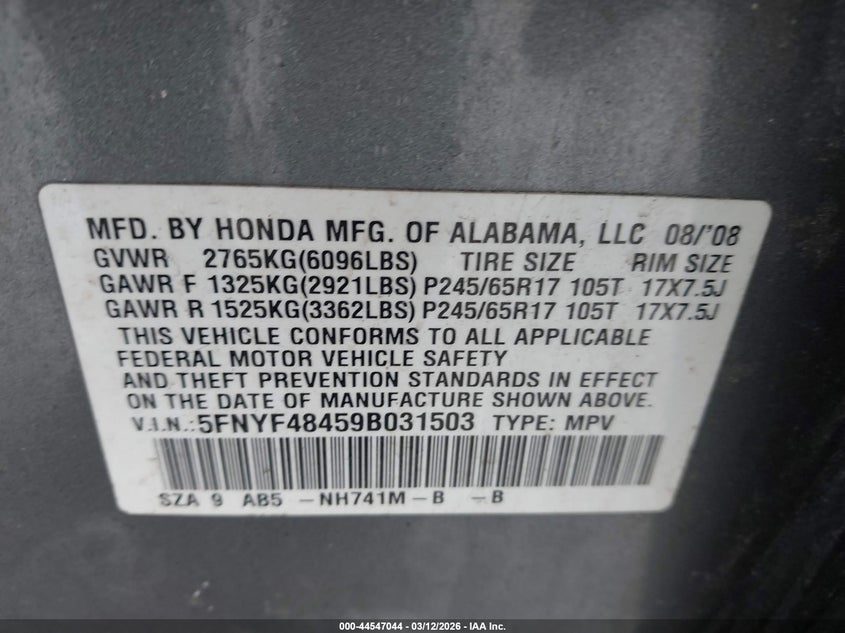 MFD. BY HONDA MFG. OF ALABAMA, LLC 08/'08
GVWR 2765KG(6096LBS) TIRE SIZE RIM SIZE
GAWR F 1325KG(2921LBS) P245/65R17 105T 17X7.5J
GAWR R 1525KG(3362LBS) P245/65R17 105T 17X7.5J
THIS VEHICLE CONFORMS TO ALL APPLICABLE
FEDERAL MOTOR VEHICLE SAFETY
AND THEFT PREVENTION STANDARDS IN EFFECT
ON THE DATE OF MANUFACTURE SHOWN ABOVE.
V.I.N.:5FNYF48459B031503 TYPE: MPV
SZA 9 AB5 -NH741M-B -B
000-44547044 - 03/12/2026 - IAA Inc.